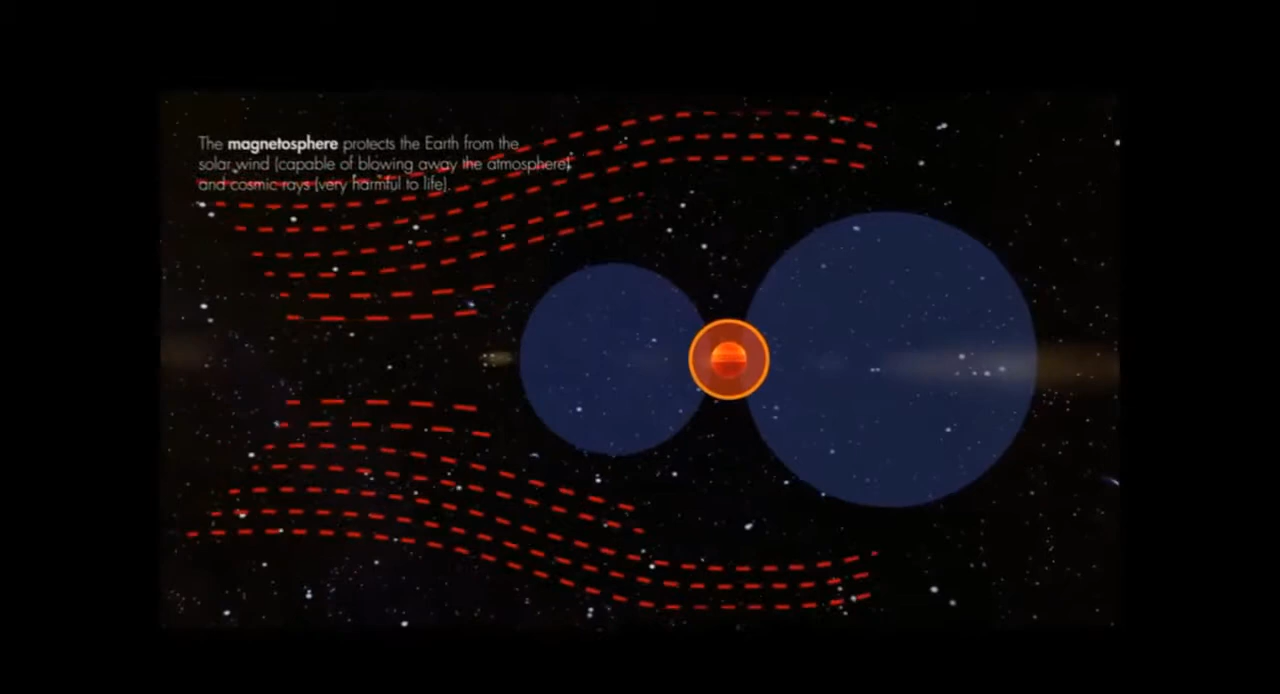 The magnetosphere protects the Earth from the
solar wind (capable of blowing away the atmosphere)
and cosmic rays (very harmful to life).